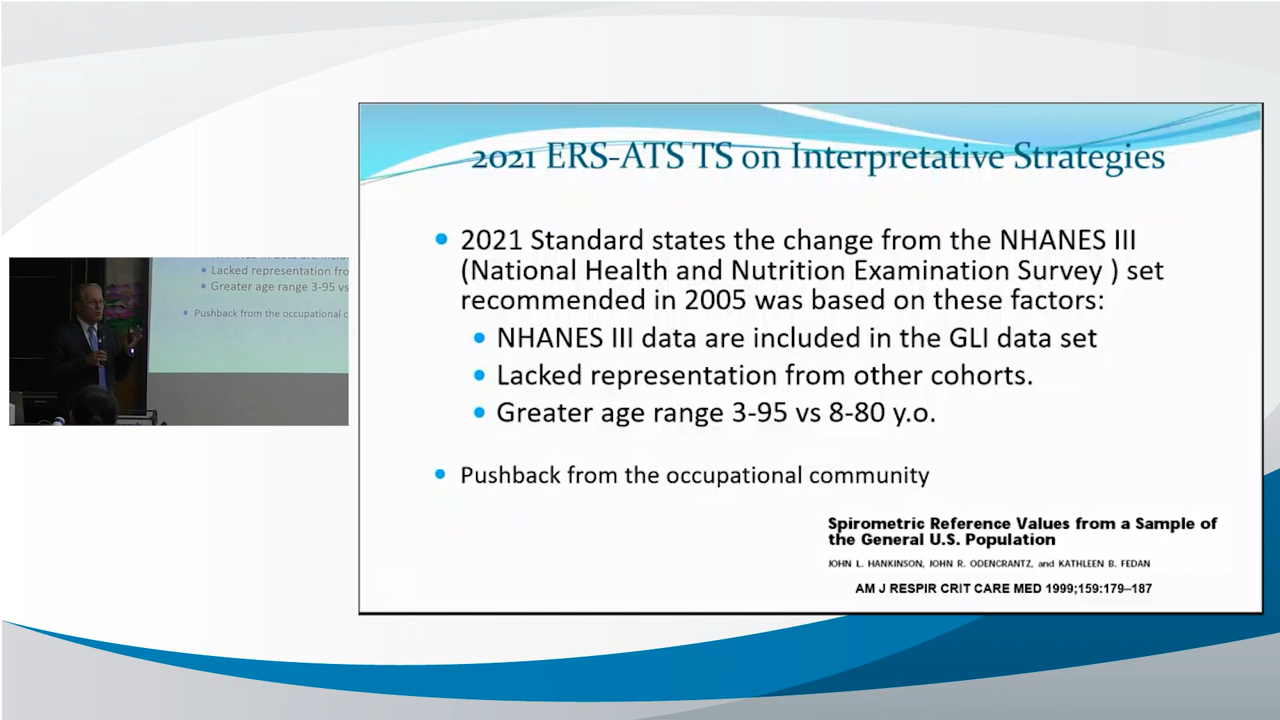 2021 ERS-ATS TS on Interpretative Strategies
2021 Standard states the change from the NHANES III
(National Health and Nutrition Examination Survey ) set
recommended in 2005 was based on these factors:
NHANES III data are included in the GLI data set
Lacked representation from other cohorts.
Greater age range 3-95 vs 8-80 y.o.
Pushback from the occupational community
Spirometric Reference Values from a Sample of
the General U.S. Population
JOHN L. HANKINSON, JOHN R. ODENCRANTZ, and KATHLEEN B. FEDAN
AM J RESPIR CRIT CARE MED 1999;159:179–187
Lacked representation fro
Greater age range 3-95 vs
Pushback from the occupational c